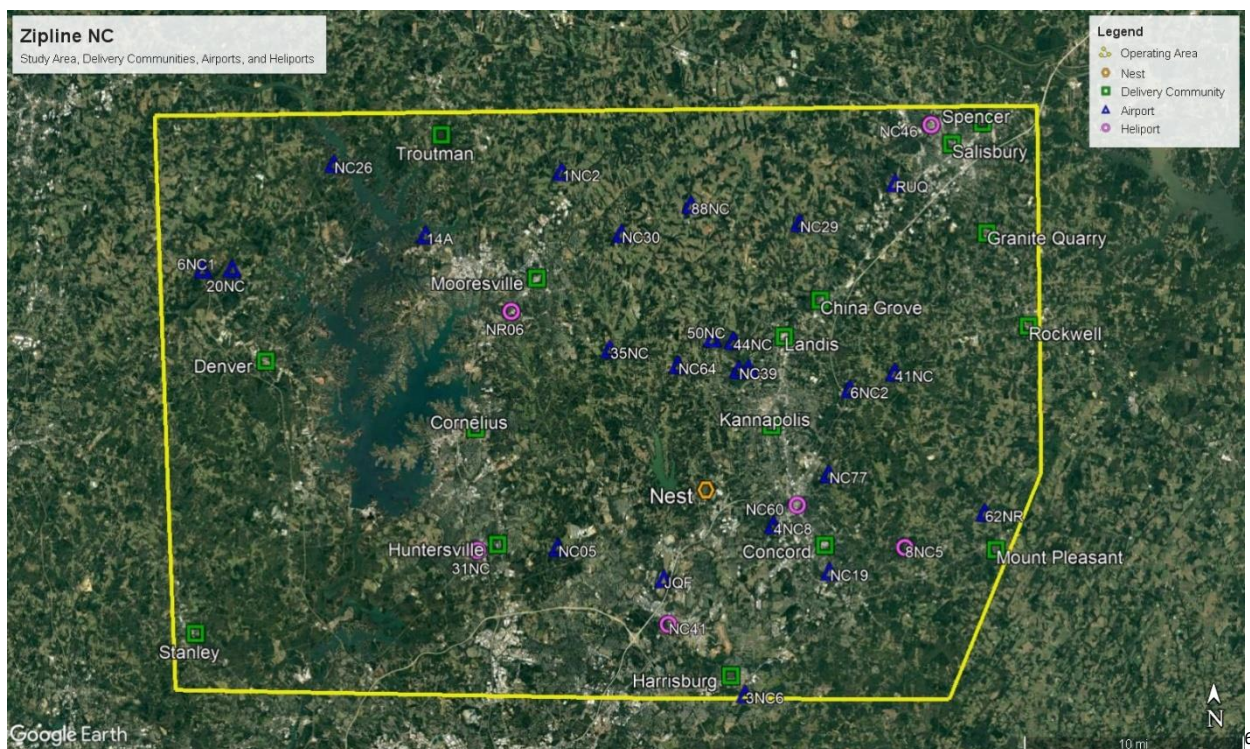 Zipline NC
Study Area, Delivery Communities, Airports, and Heliports
Legend
Operating Area
Nest
Delivery Community
Airport
Heliport
Spencer
NC46
Salisbury
Troutman
NC26
1NC2
RUQ
88NC
NC29
14A
NC30
Granite Quarry
6NC1
20NC
Mooresville
China Grove
NR06
Rockwell
50NC
44NC
Landis
35NC
Denver
NC64
NC39
41NC
6NC2
Cornelius
Kannapolis
NC77
Nest
NC60
62NR
4NC8
Huntersville
NC05
Concord
8NC5
Mount Pleasant
31NC
NC19
JQF
NC41
Stanley
Harrisburg
3NC6
N
Google Earth
10 mi
6